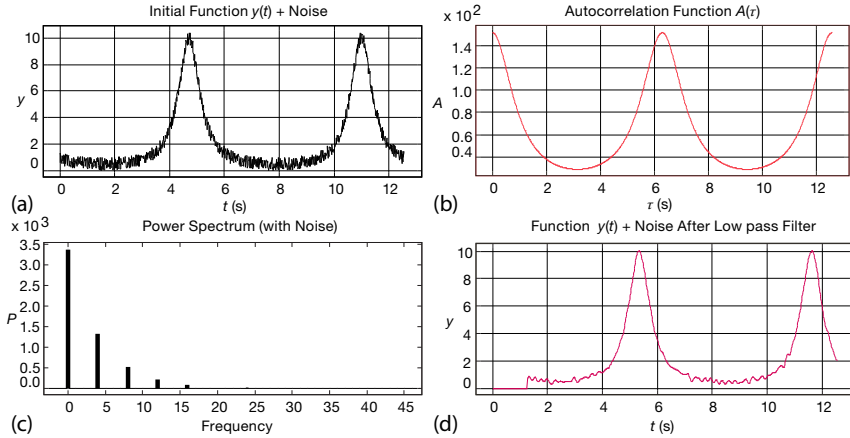 Initial Function y(t) + Noise
10
8
6
y
4
2
0
0 2 4 6 8 10 12
t (s)
(a)
x 10²
Autocorrelation Function A(τ)
1.4
1.2
1.0
A
0.8
0.6
0.4
0 2 4 6 8 10 12
τ (s)
(b)
x 10³
Power Spectrum (with Noise)
3.5
3.0
2.5
2.0
P
1.5
1.0
0.5
0.0
0 5 10 15 20 25 30 35 40 45
Frequency
(c)
Function y(t) + Noise After Low pass Filter
10
8
6
y
4
2
0
0 2 4 6 8 10 12
t (s)
(d)